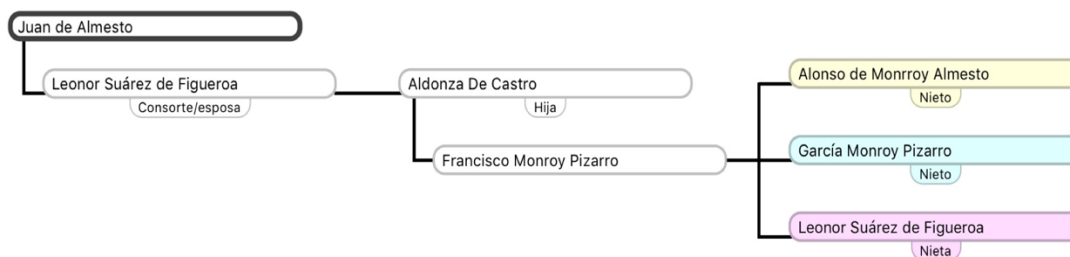 Juan de Almesto
Leonor Suárez de Figueroa
Consorte/esposa
Aldonza De Castro
Hija
Francisco Monroy Pizarro
Alonso de Monrroy Almesto
Nieto
García Monroy Pizarro
Nieto
Leonor Suárez de Figueroa
Nieta